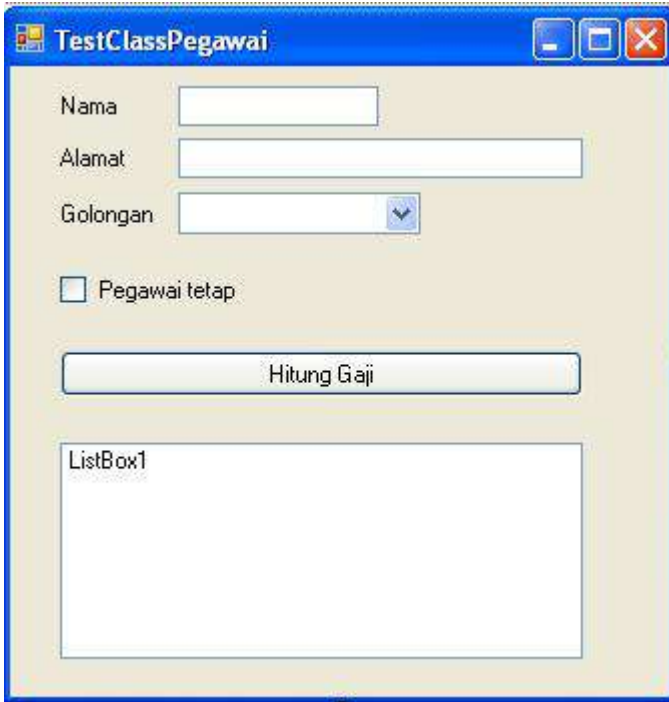 TestClassPegawai
Nama
Alamat
Golongan
Pegawai tetap
Hitung Gaji
ListBox1